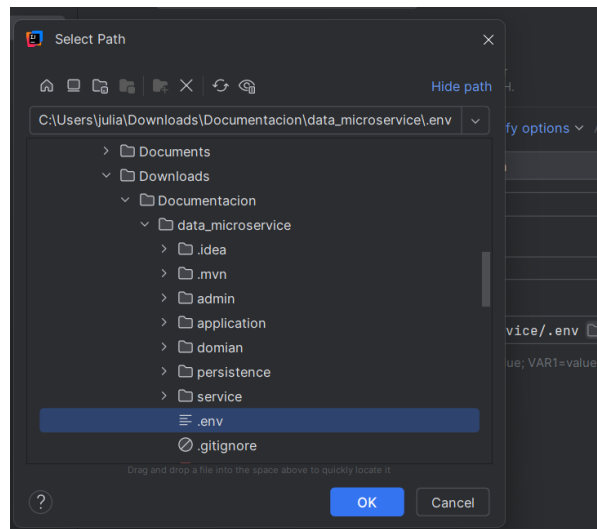 Select Path
Hide path
H.
C:\Users\julia\Downloads\Documentacion\data_microservice\.env
fy options
Documents
Downloads
Documentacion
data_microservice
.idea
.mvn
admin
application
domian
vice/.env
persistence
ue; VAR1=value
service
.env
.gitignore
Drag and drop a file into the space above to quickly locate it
?
OK
Cancel